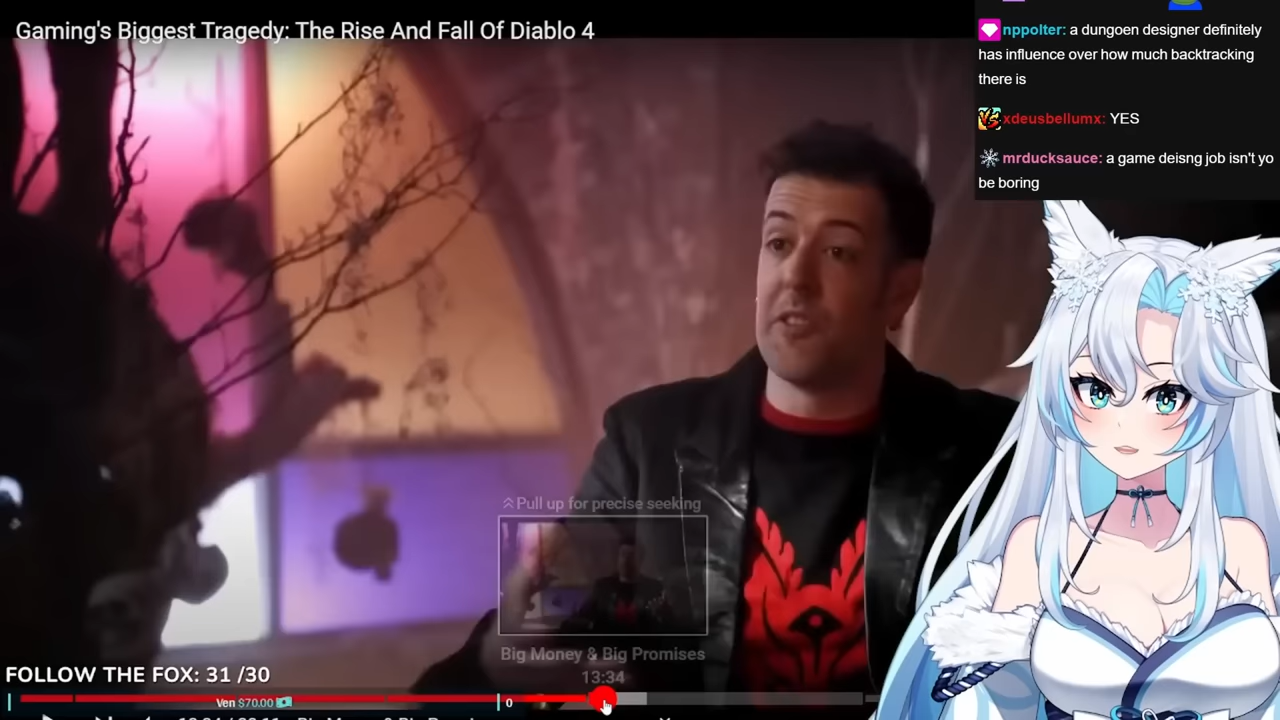 Gaming's Biggest Tragedy: The Rise And Fall Of Diablo 4
nppolter: a dungoen designer definitely
has influence over how much backtracking
there is
xdeusbellumx: YES
mrducksauce: a game deisng job isn't yo
be boring
Pull up for precise seeking
Big Money & Big Promises
13:34
FOLLOW THE FOX: 31 /30
Ven $70.00
0